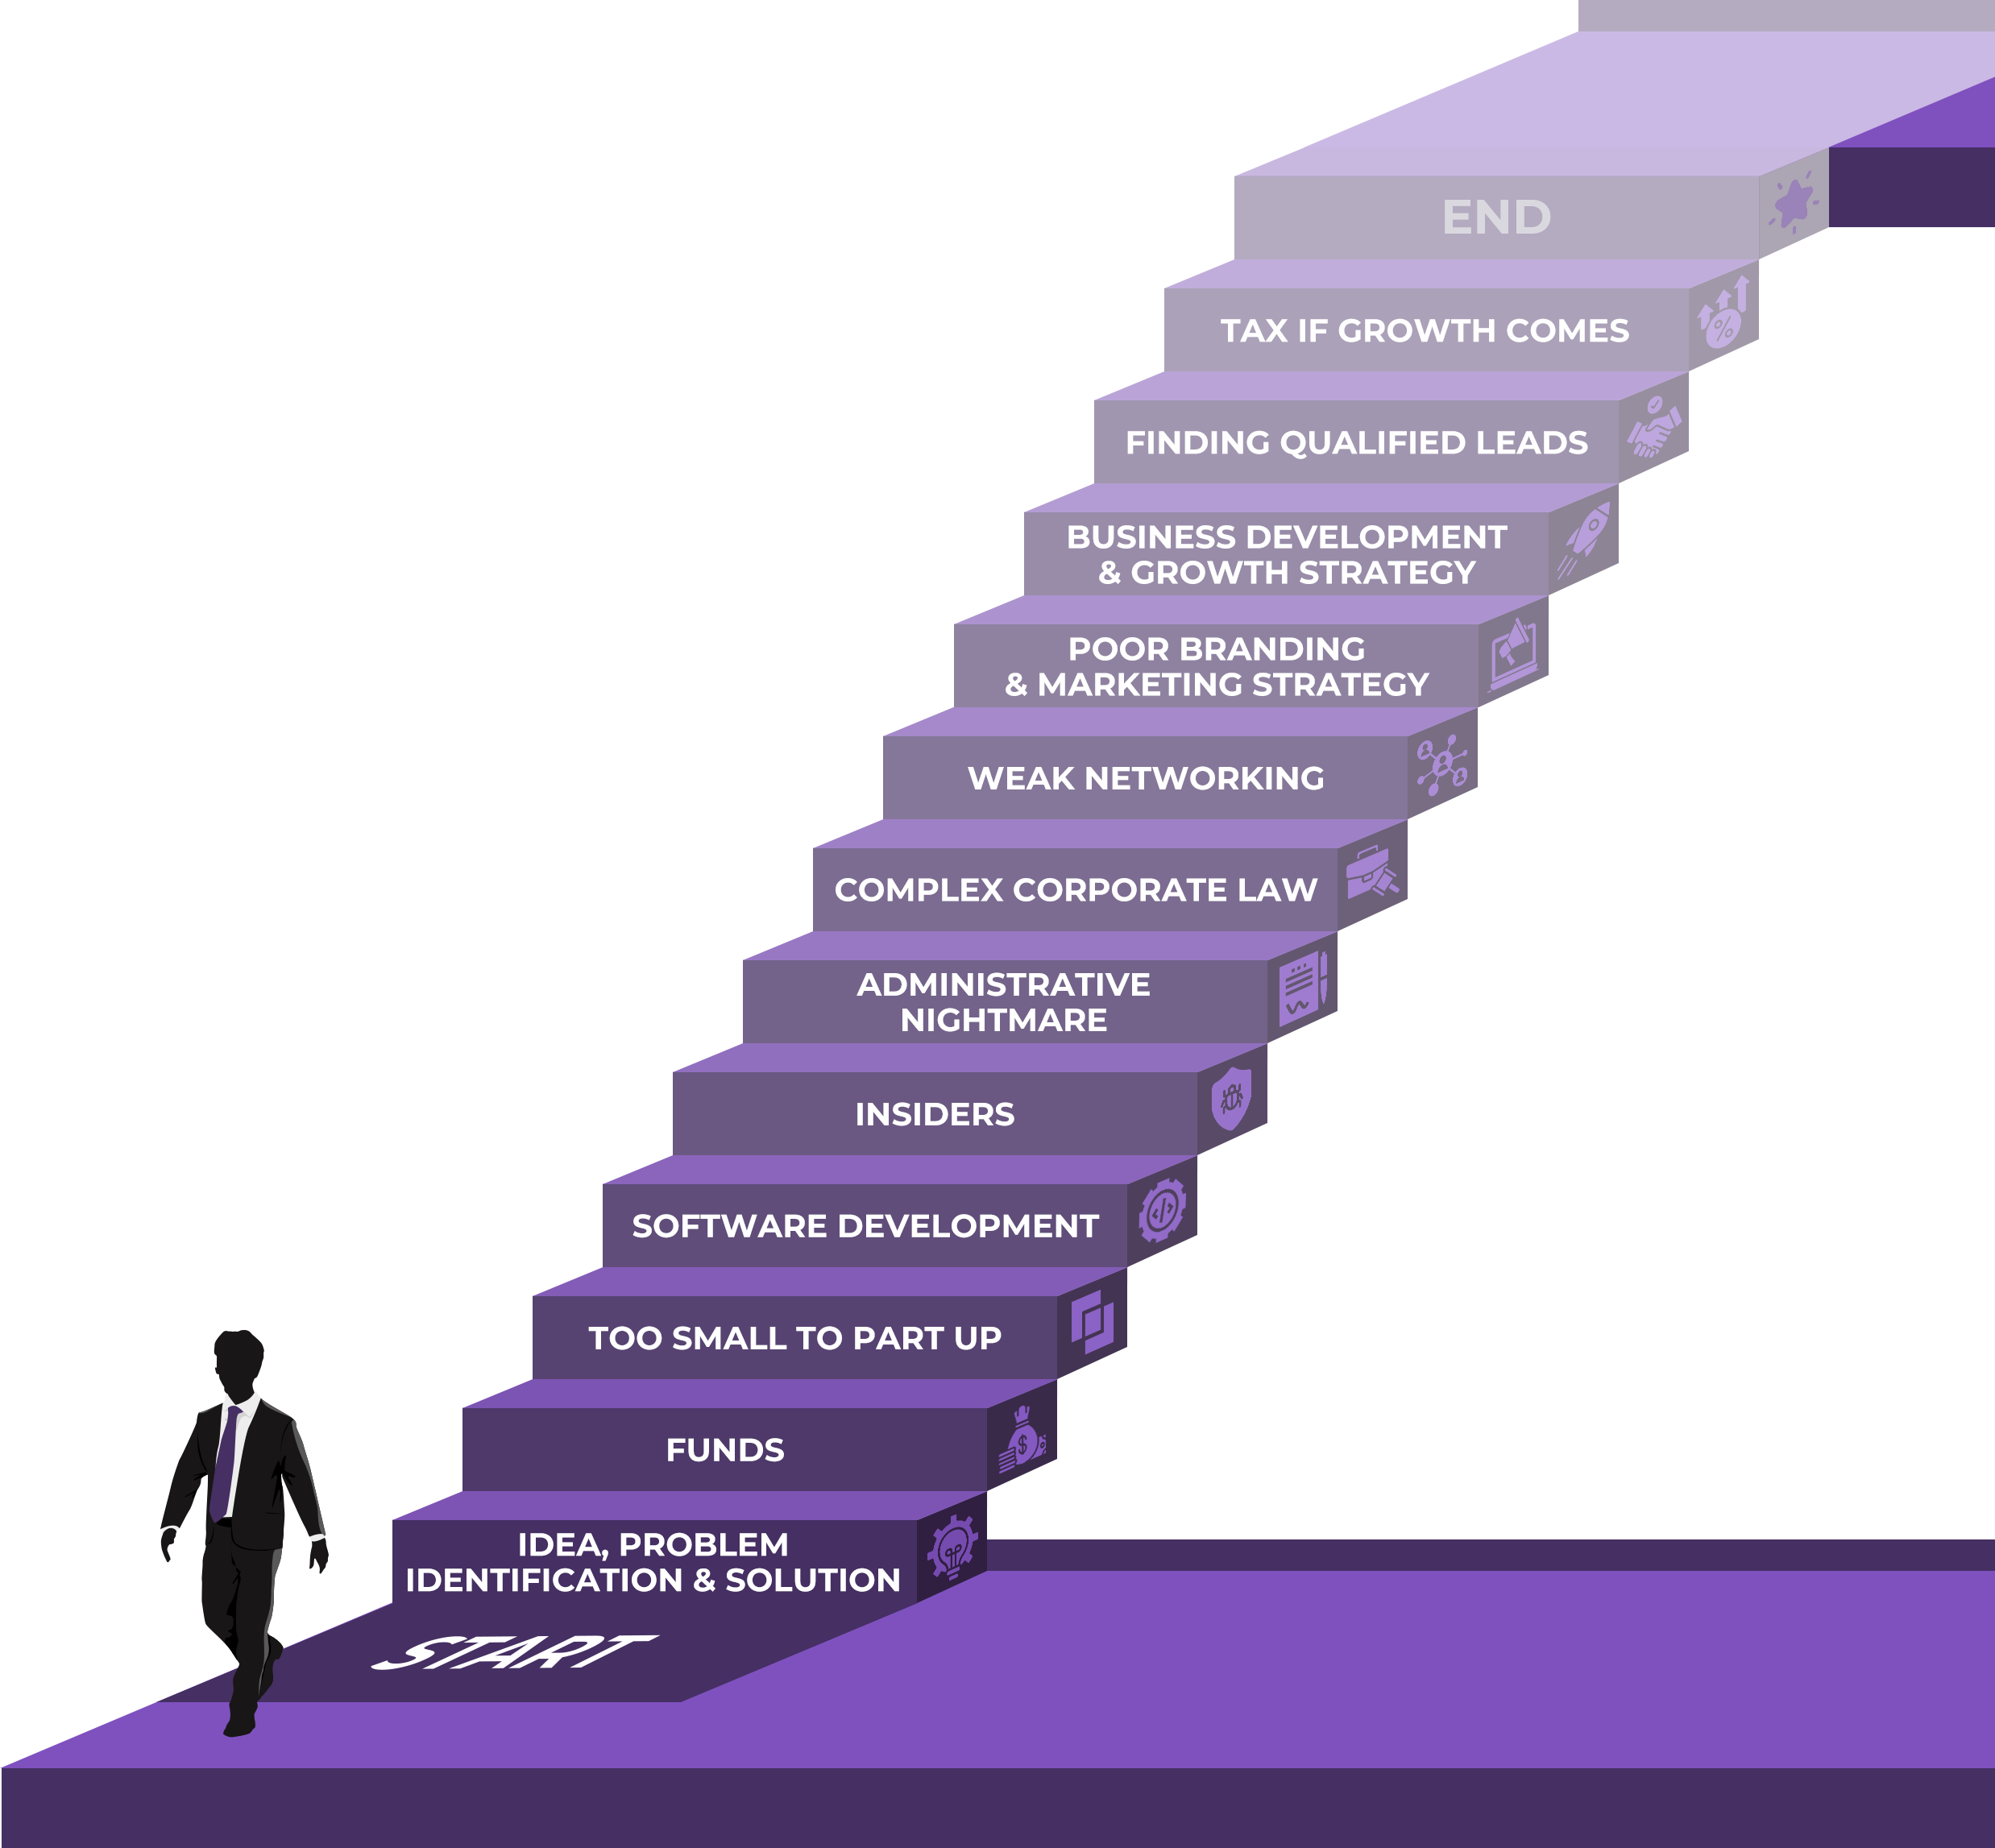 END
TAX IF GROWTH COMES
FINDING QUALIFIED LEADS
BUSINESS DEVELOPMENT
& GROWTH STRATEGY
POOR BRANDING
& MARKETING STRATEGY
WEAK NETWORKING
COMPLEX CORPORATE LAW
ADMINISTRATIVE
NIGHTMARE
INSIDERS
SOFTWARE DEVELOPMENT
TOO SMALL TO PART UP
FUNDS
IDEA, PROBLEM
IDENTIFICATION & SOLUTION
START